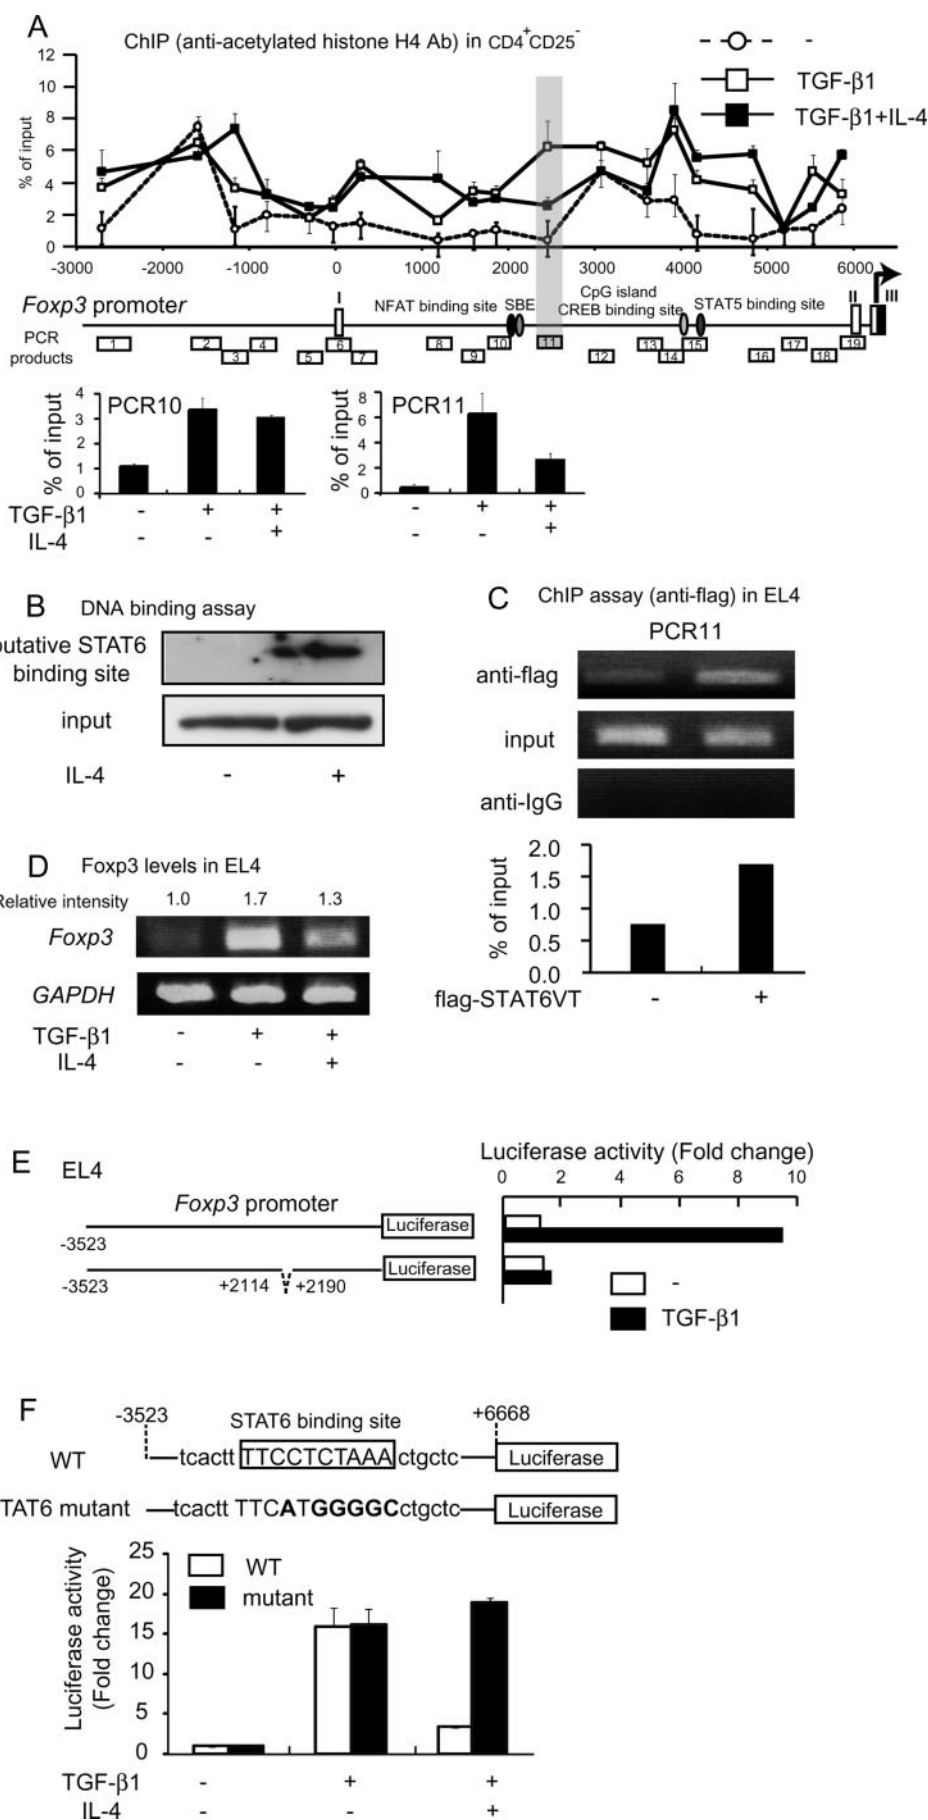 A
ChIP (anti-acetylated histone H4 Ab) in CD4+CD25-
-
TGF-β1
TGF-β1+IL-4
% of input
12
10
8
6
4
2
0
-3000 -2000 -1000 0 1000 2000 3000 4000 5000 6000
Foxp3 promoter
I
NFAT binding site
SBE
CpG island
CREB binding site
STAT5 binding site
II
III
PCR products
1 2 3 4 5 6 7 8 9 10 11 12 13 14 15 16 17 18 19
PCR10
% of input
4
3
2
1
0
PCR11
% of input
8
6
4
2
0
TGF-β1 - + + - + +
IL-4 - - + - - +
B
DNA binding assay
putative STAT6
binding site
input
IL-4 - +
C
ChIP assay (anti-flag) in EL4
PCR11
anti-flag
input
anti-IgG
% of input
2.0
1.5
1.0
0.5
0.0
flag-STAT6VT - +
D
Foxp3 levels in EL4
Relative intensity 1.0 1.7 1.3
Foxp3
GAPDH
TGF-β1 - + +
IL-4 - - +
E
EL4
Luciferase activity (Fold change)
0 2 4 6 8 10
Foxp3 promoter
Luciferase
-3523
Luciferase
-3523 +2114 +2190
-
TGF-β1
F
-3523 STAT6 binding site +6668
WT tcactt TTCCTCTAAA ctgctc Luciferase
TAT6 mutant tcactt TTCATGGGGCctgctc Luciferase
Luciferase activity
(Fold change)
25
20
15
10
5
0
WT
mutant
TGF-β1 - + +
IL-4 - - +